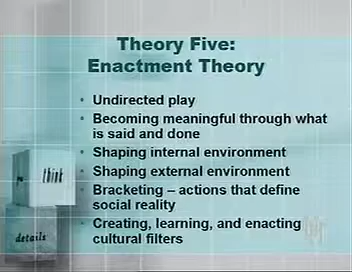 Theory Five:
Enactment Theory
• Undirected play
• Becoming meaningful through what
is said and done
• Shaping internal environment
• Shaping external environment
• Bracketing – actions that define
social reality
• Creating, learning, and enacting
cultural filters
think
details